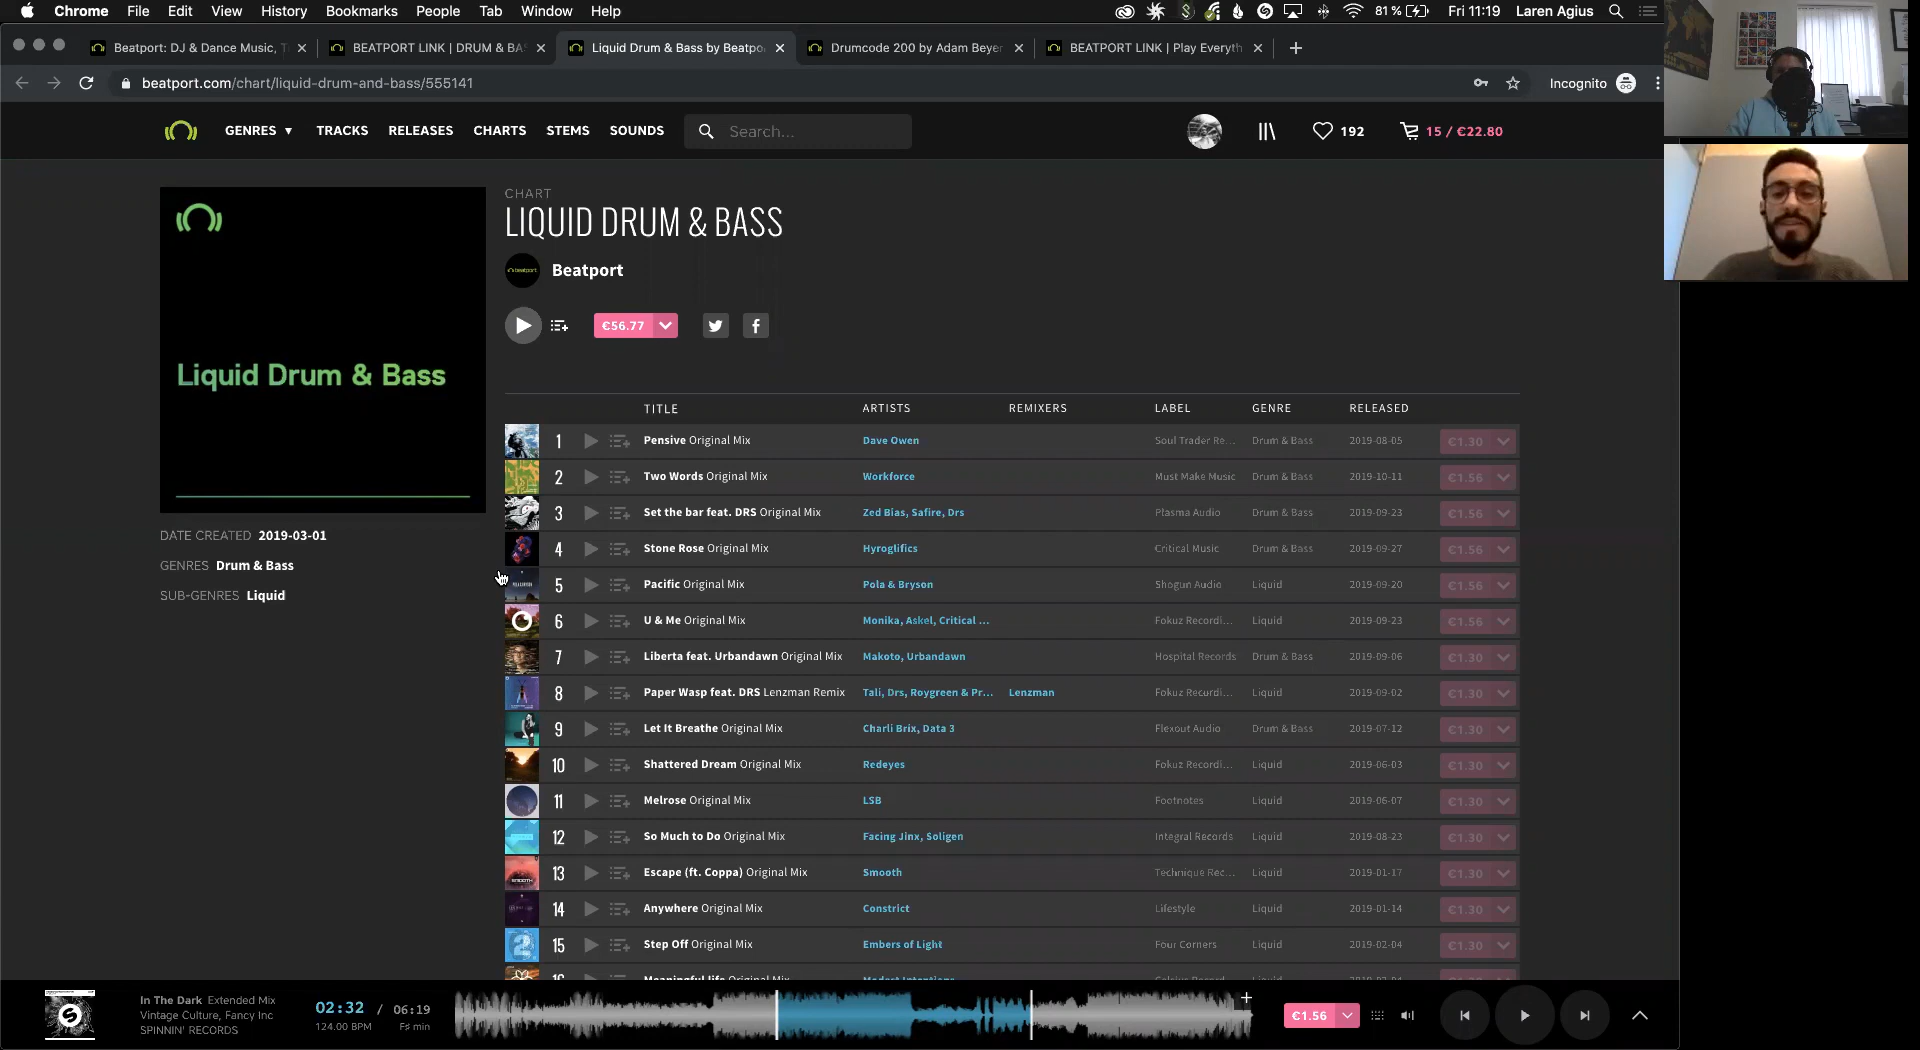 Chrome File Edit View History Bookmarks People Tab Window Help 81% Fri 11:19 Laren Agius
Beatport: DJ & Dance Music, T BEATPORT LINK | DRUM & BAS Liquid Drum & Bass by Beatpo Drumcode 200 by Adam Beyer BEATPORT LINK | Play Everyth
beatport.com/chart/liquid-drum-and-bass/555141 Incognito
GENRES TRACKS RELEASES CHARTS STEMS SOUNDS Search... 192 15 / €22.80
CHART
LIQUID DRUM & BASS
Beatport
€56.77
Liquid Drum & Bass
DATE CREATED 2019-03-01
GENRES Drum & Bass
SUB-GENRES Liquid
TITLE ARTISTS REMIXERS LABEL GENRE RELEASED
1 Pensive Original Mix Dave Owen Soul Trader Re... Drum & Bass 2019-08-05 €1.30
2 Two Words Original Mix Workforce Must Make Music Drum & Bass 2019-10-11 €1.56
3 Set the bar feat. DRS Original Mix Zed Bias, Safire, Drs Plasma Audio Drum & Bass 2019-09-23 €1.56
4 Stone Rose Original Mix Hyroglifics Critical Music Drum & Bass 2019-09-27 €1.56
5 Pacific Original Mix Pola & Bryson Shogun Audio Liquid 2019-09-20 €1.56
6 U & Me Original Mix Monika, Askel, Critical ... Fokuz Recordi... Liquid 2019-09-23 €1.56
7 Liberta feat. Urbandawn Original Mix Makoto, Urbandawn Hospital Records Drum & Bass 2019-09-06 €1.30
8 Paper Wasp feat. DRS Lenzman Remix Tali, Drs, Roygreen & Pr... Lenzman Fokuz Recordi... Liquid 2019-09-02 €1.30
9 Let It Breathe Original Mix Charli Brix, Data 3 Flexout Audio Drum & Bass 2019-07-12 €1.30
10 Shattered Dream Original Mix Redeyes Fokuz Recordi... Liquid 2019-06-03 €1.30
11 Melrose Original Mix LSB Footnotes Liquid 2019-06-07 €1.30
12 So Much to Do Original Mix Facing Jinx, Soligen Integral Records Liquid 2019-08-23 €1.30
13 Escape (ft. Coppa) Original Mix Smooth Technique Rec... Liquid 2019-01-17 €1.30
14 Anywhere Original Mix Constrict Lifestyle Liquid 2019-01-14 €1.30
15 Step Off Original Mix Embers of Light Four Corners Liquid 2019-02-04 €1.30
16 Meaningful life Original Mix
In The Dark Extended Mix
Vintage Culture, Fancy Inc
SPINNIN' RECORDS
02:32 / 06:19
124.00 BPM F♯ min
€1.56